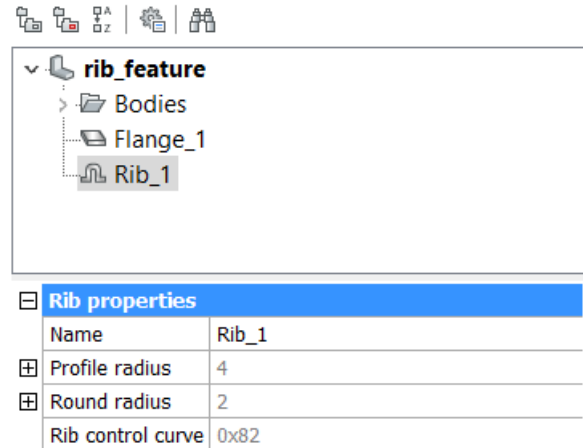 rib_feature
Bodies
Flange_1
Rib_1
Rib properties
Name Rib_1
Profile radius 4
Round radius 2
Rib control curve 0x82